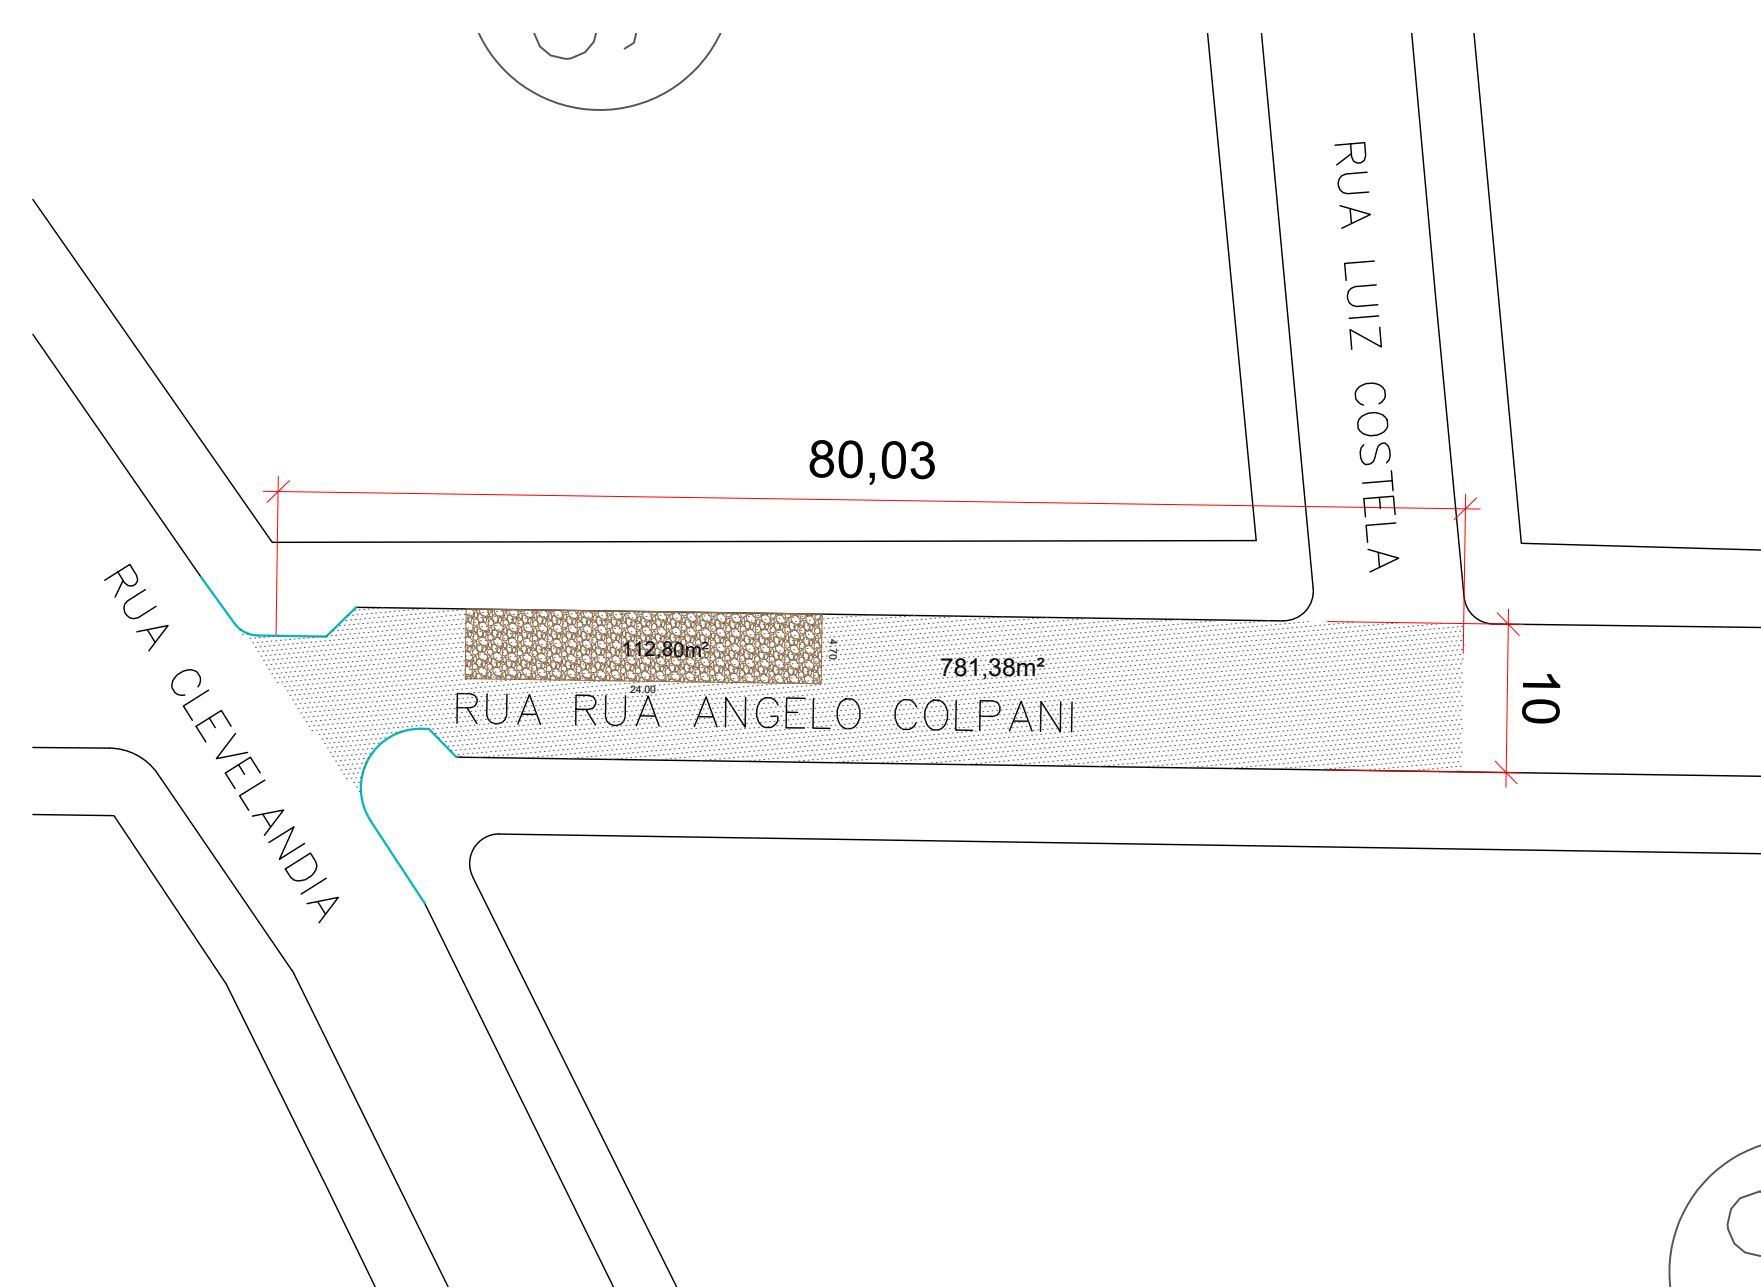 RUA LUIZ COSTELA
80,03
RUA CLEVELANDIA
112,80m²
4.70
781,38m²
24.00
RUA RUA ANGELO COLPANI
10